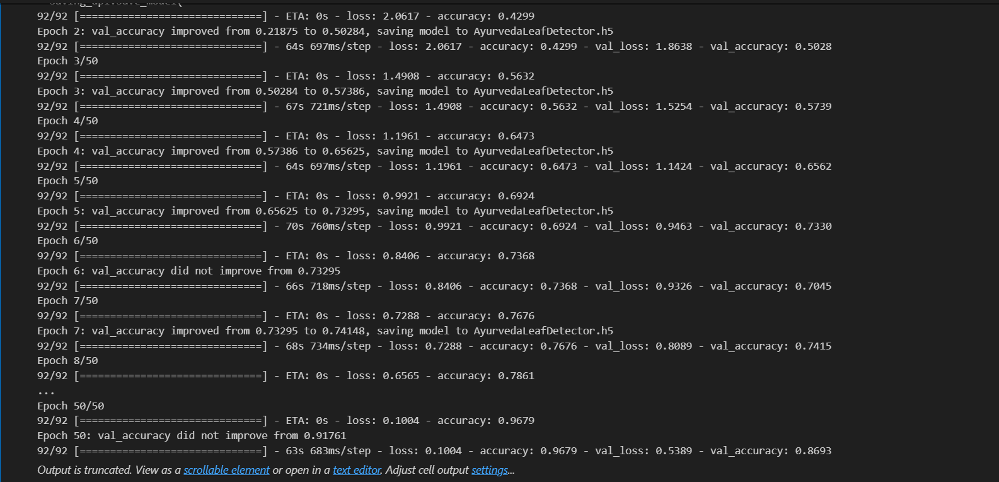 92/92 [==============================] - ETA: 0s - loss: 2.0617 - accuracy: 0.4299
Epoch 2: val_accuracy improved from 0.21875 to 0.50284, saving model to AyurvedaLeafDetector.h5
92/92 [==============================] - 64s 697ms/step - loss: 2.0617 - accuracy: 0.4299 - val_loss: 1.8638 - val_accuracy: 0.5028
Epoch 3/50
92/92 [==============================] - ETA: 0s - loss: 1.4908 - accuracy: 0.5632
Epoch 3: val_accuracy improved from 0.50284 to 0.57386, saving model to AyurvedaLeafDetector.h5
92/92 [==============================] - 67s 721ms/step - loss: 1.4908 - accuracy: 0.5632 - val_loss: 1.5254 - val_accuracy: 0.5739
Epoch 4/50
92/92 [==============================] - ETA: 0s - loss: 1.1961 - accuracy: 0.6473
Epoch 4: val_accuracy improved from 0.57386 to 0.65625, saving model to AyurvedaLeafDetector.h5
92/92 [==============================] - 64s 697ms/step - loss: 1.1961 - accuracy: 0.6473 - val_loss: 1.1424 - val_accuracy: 0.6562
Epoch 5/50
92/92 [==============================] - ETA: 0s - loss: 0.9921 - accuracy: 0.6924
Epoch 5: val_accuracy improved from 0.65625 to 0.73295, saving model to AyurvedaLeafDetector.h5
92/92 [==============================] - 70s 760ms/step - loss: 0.9921 - accuracy: 0.6924 - val_loss: 0.9463 - val_accuracy: 0.7330
Epoch 6/50
92/92 [==============================] - ETA: 0s - loss: 0.8406 - accuracy: 0.7368
Epoch 6: val_accuracy did not improve from 0.73295
92/92 [==============================] - 66s 718ms/step - loss: 0.8406 - accuracy: 0.7368 - val_loss: 0.9326 - val_accuracy: 0.7045
Epoch 7/50
92/92 [==============================] - ETA: 0s - loss: 0.7288 - accuracy: 0.7676
Epoch 7: val_accuracy improved from 0.73295 to 0.74148, saving model to AyurvedaLeafDetector.h5
92/92 [==============================] - 68s 734ms/step - loss: 0.7288 - accuracy: 0.7676 - val_loss: 0.8089 - val_accuracy: 0.7415
Epoch 8/50
92/92 [==============================] - ETA: 0s - loss: 0.6565 - accuracy: 0.7861
...
Epoch 50/50
92/92 [==============================] - ETA: 0s - loss: 0.1004 - accuracy: 0.9679
Epoch 50: val_accuracy did not improve from 0.91761
92/92 [==============================] - 63s 683ms/step - loss: 0.1004 - accuracy: 0.9679 - val_loss: 0.5389 - val_accuracy: 0.8693
Output is truncated. View as a scrollable element or open in a text editor. Adjust cell output settings...